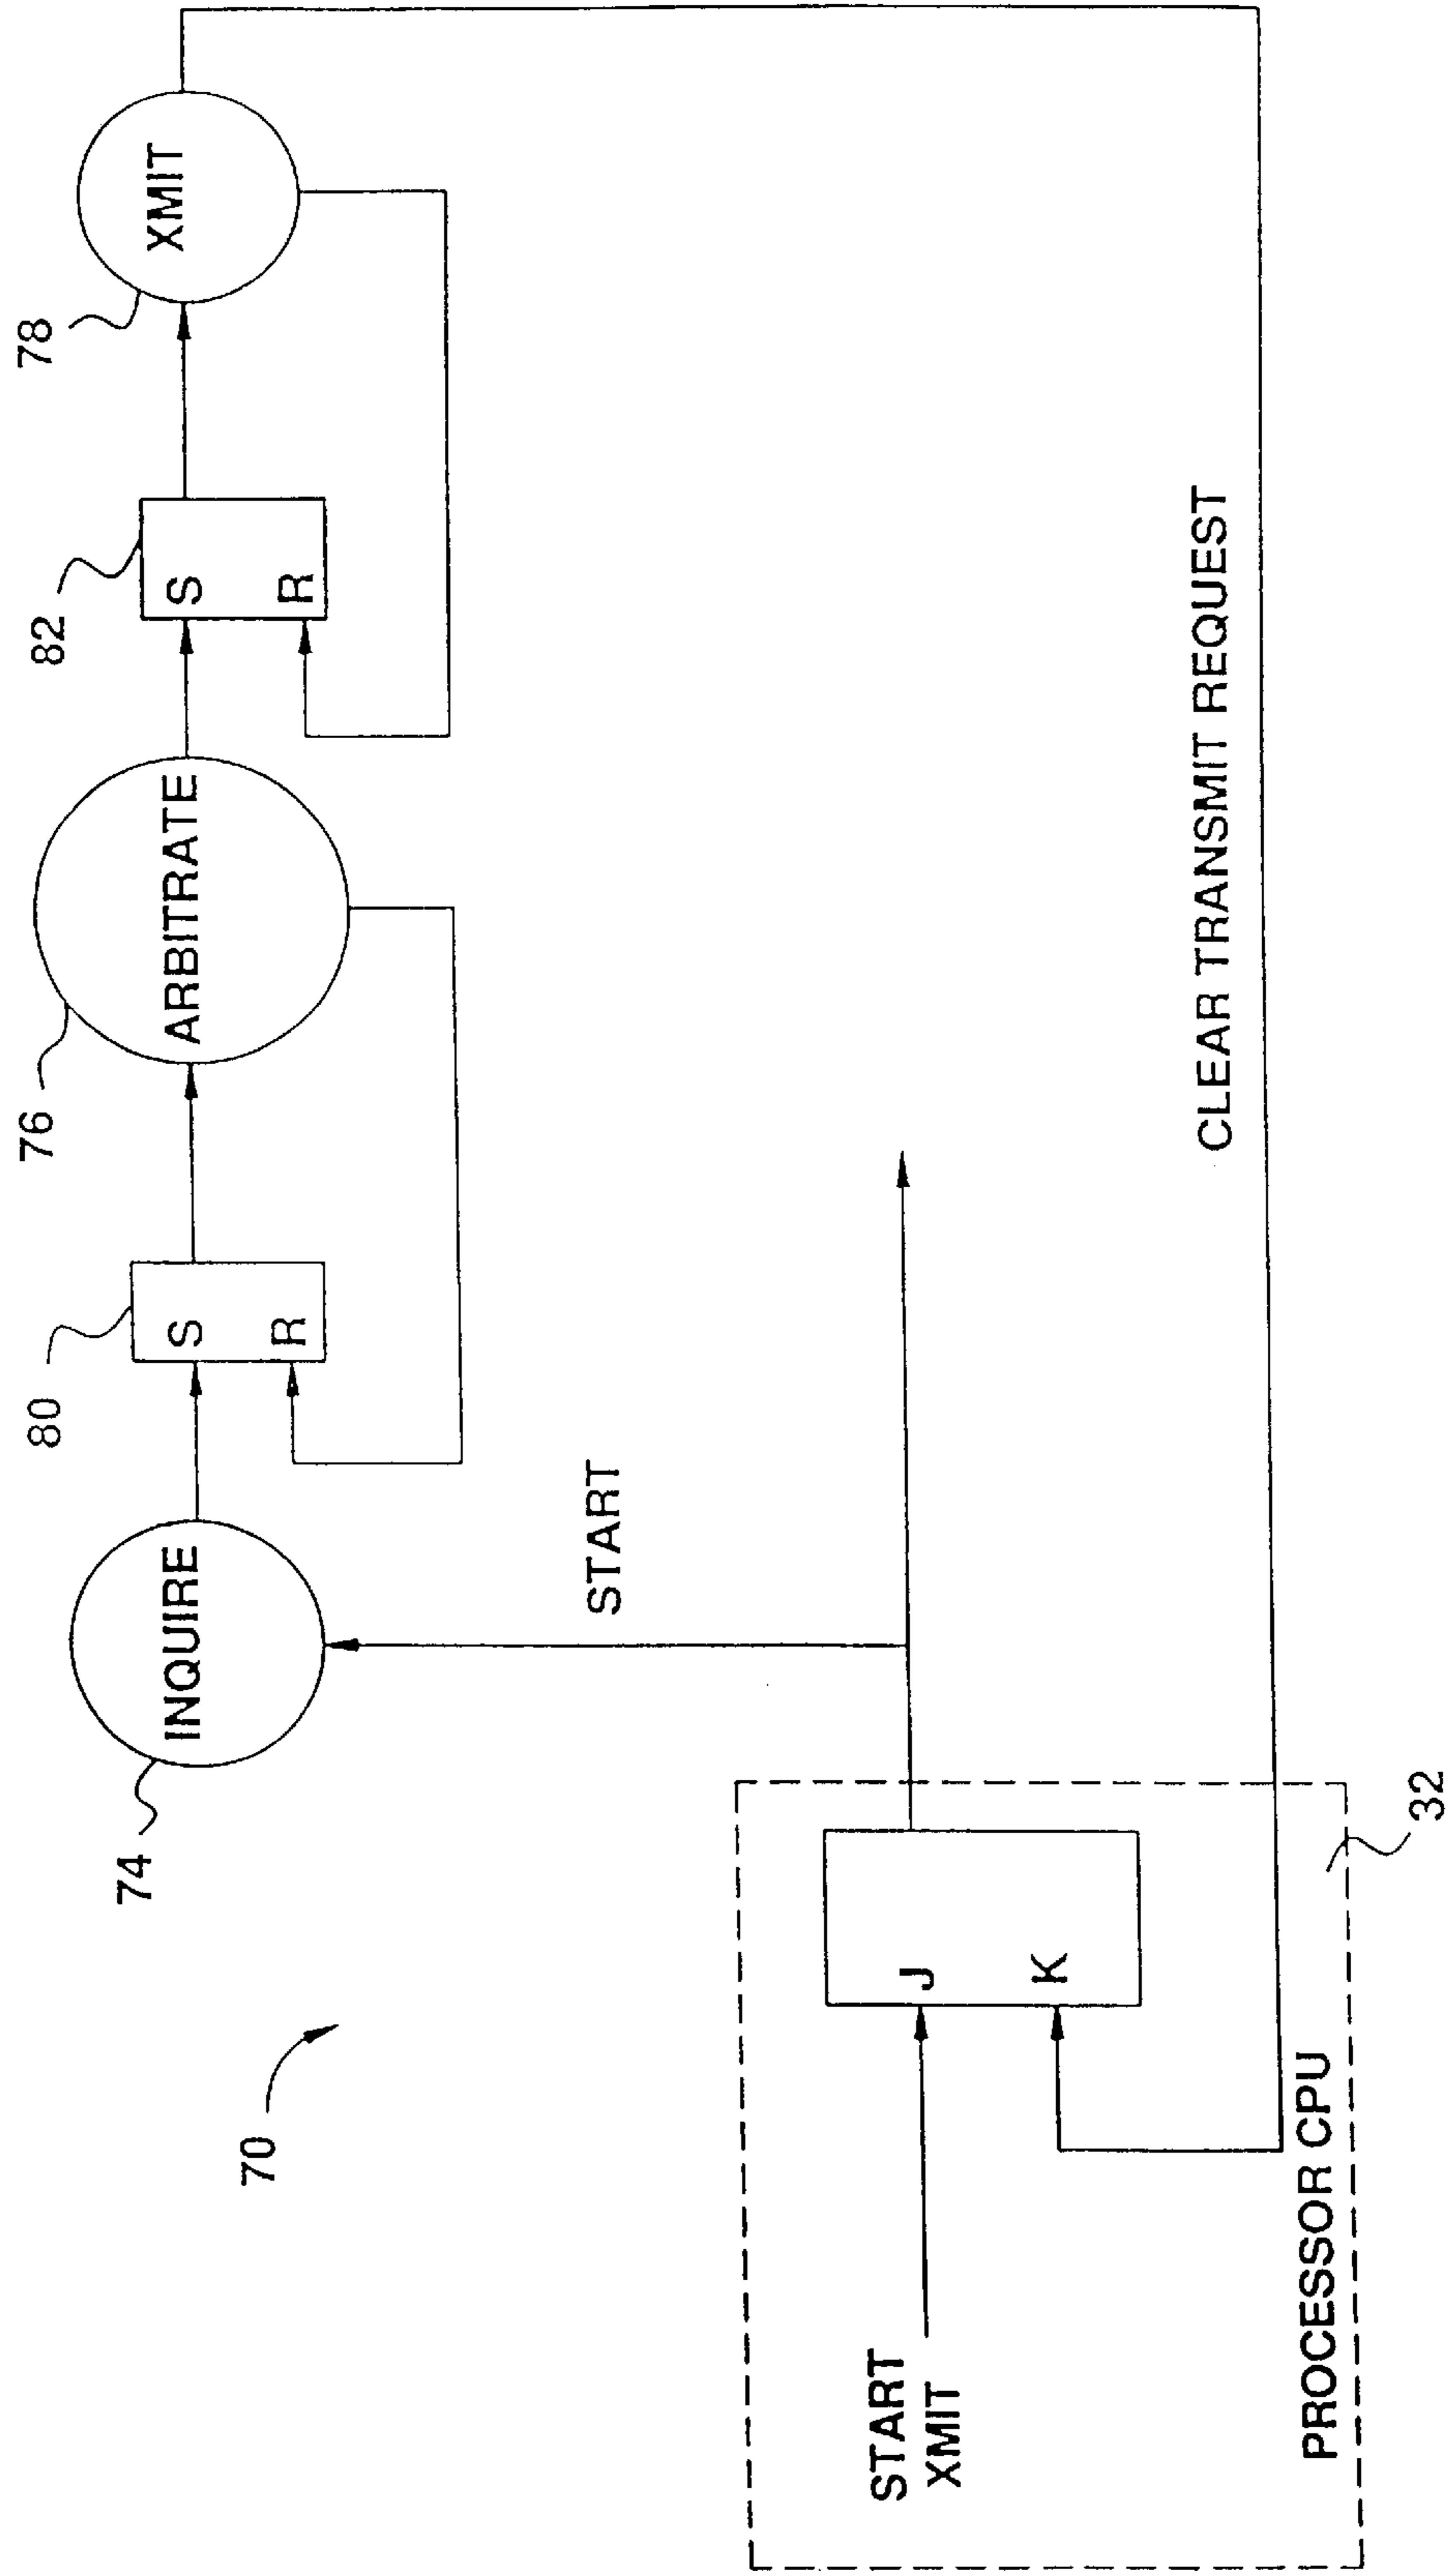 70
74
INQUIRE
80
S
R
76
ARBITRATE
82
S
R
78
XMIT
START
START
XMIT
J
K
PROCESSOR CPU
32
CLEAR TRANSMIT REQUEST